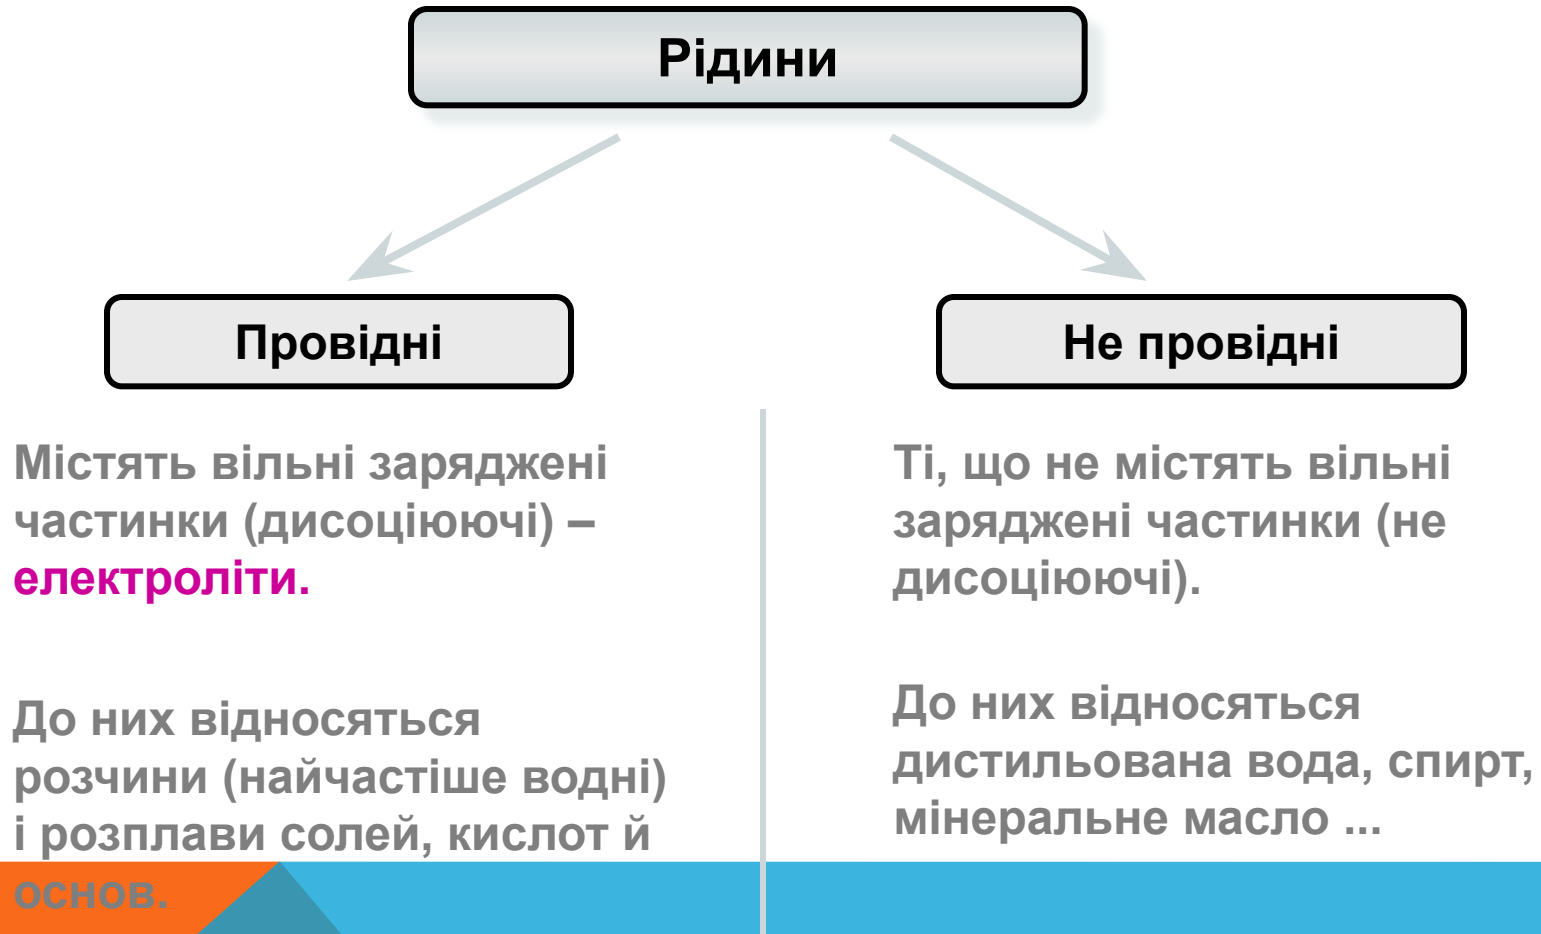 Рідини
Провідні
Містять вільні заряджені
частинки (дисоціюючі) –
електроліти.
До них відносяться
розчини (найчастіше водні)
і розплави солей, кислот й
основ.
Не провідні
Ті, що не містять вільні
заряджені частинки (не
дисоціюючі).
До них відносяться
дистильована вода, спирт,
мінеральне масло ...